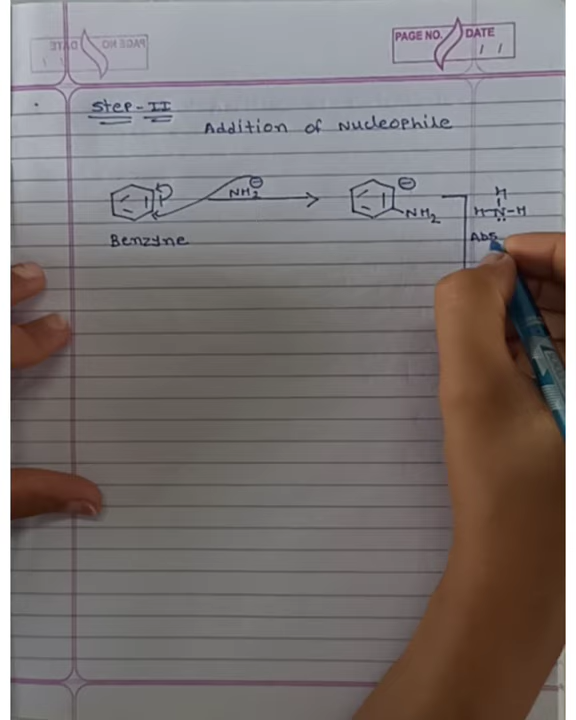 PAGE NO. DATE
/ /
Step-II
Addition of Nucleophile
NH2⊖
⊖
NH2
H
H-N-H
Benzyne
Abs